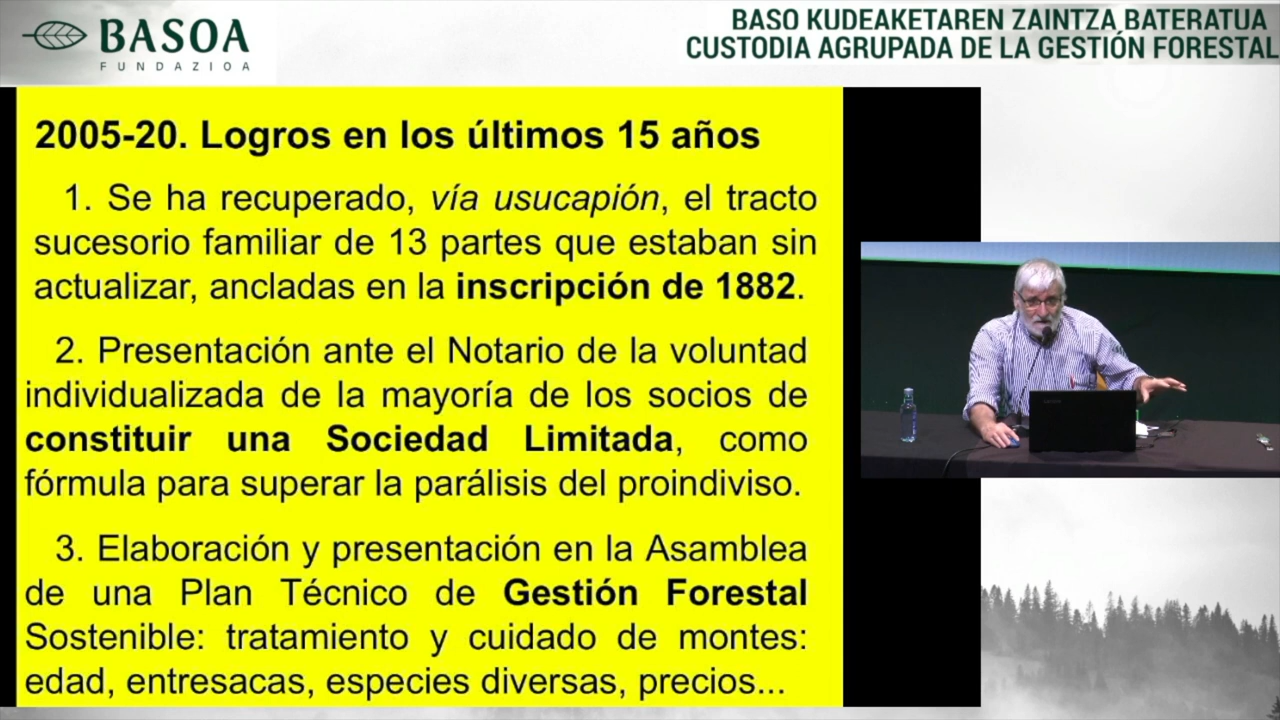 BASOA
FUNDAZIOA
BASO KUDEAKETAREN ZAINTZA BATERATUA
CUSTODIA AGRUPADA DE LA GESTIÓN FORESTAL
2005-20. Logros en los últimos 15 años
1. Se ha recuperado, vía usucapión, el tracto
sucesorio familiar de 13 partes que estaban sin
actualizar, ancladas en la inscripción de 1882.
2. Presentación ante el Notario de la voluntad
individualizada de la mayoría de los socios de
constituir una Sociedad Limitada, como
fórmula para superar la parálisis del proindiviso.
3. Elaboración y presentación en la Asamblea
de una Plan Técnico de Gestión Forestal
Sostenible: tratamiento y cuidado de montes:
edad, entresacas, especies diversas, precios...